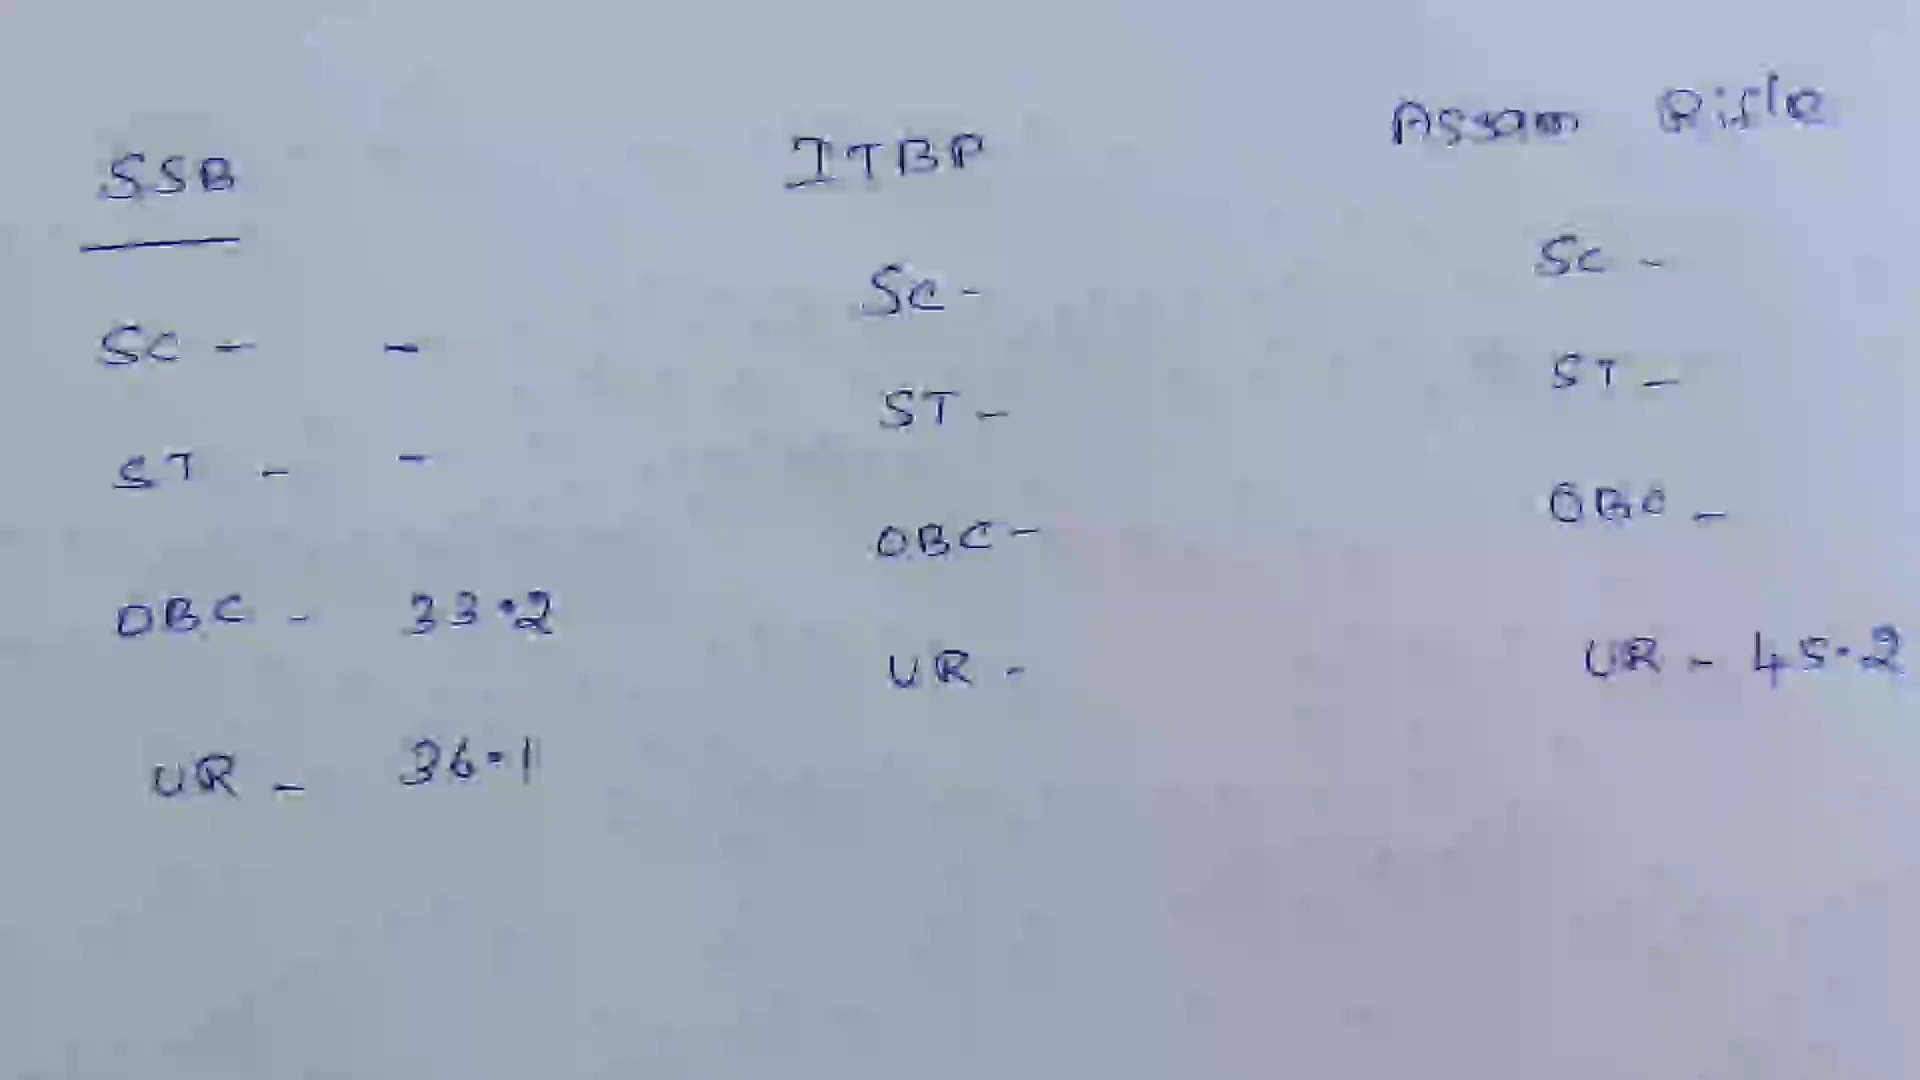 SSB
SC - -
ST - -
OBC - 33.2
UR - 36.1
ITBP
SC -
ST -
OBC -
UR -
Assam Rifle
SC -
ST -
OBC -
UR - 45.2